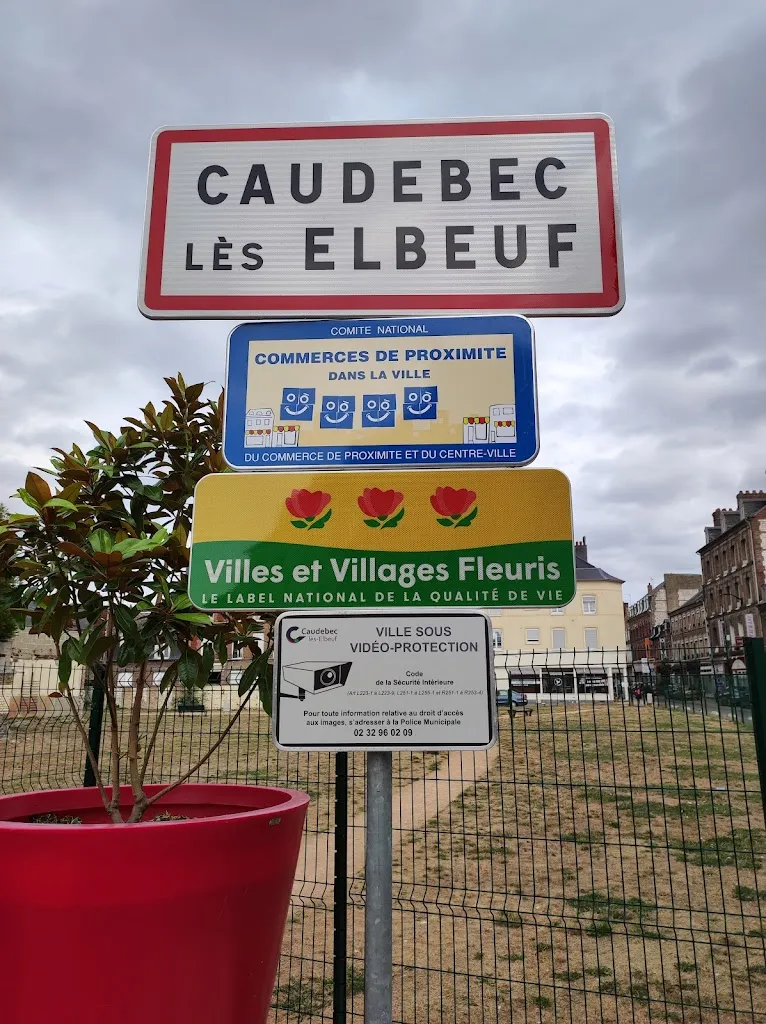 CAUDEBEC
LÈS ELBEUF
COMITE NATIONAL
COMMERCES DE PROXIMITE
DANS LA VILLE
DU COMMERCE DE PROXIMITE ET DU CENTRE-VILLE
Villes et Villages Fleuris
LE LABEL NATIONAL DE LA QUALITÉ DE VIE
Caudebec
lès-Elbeuf
VILLE SOUS
VIDÉO-PROTECTION
Code
de la Sécurité Intérieure
Pour toute information relative au droit d'accès
aux images, s'adresser à la Police Municipale
02 32 96 02 09